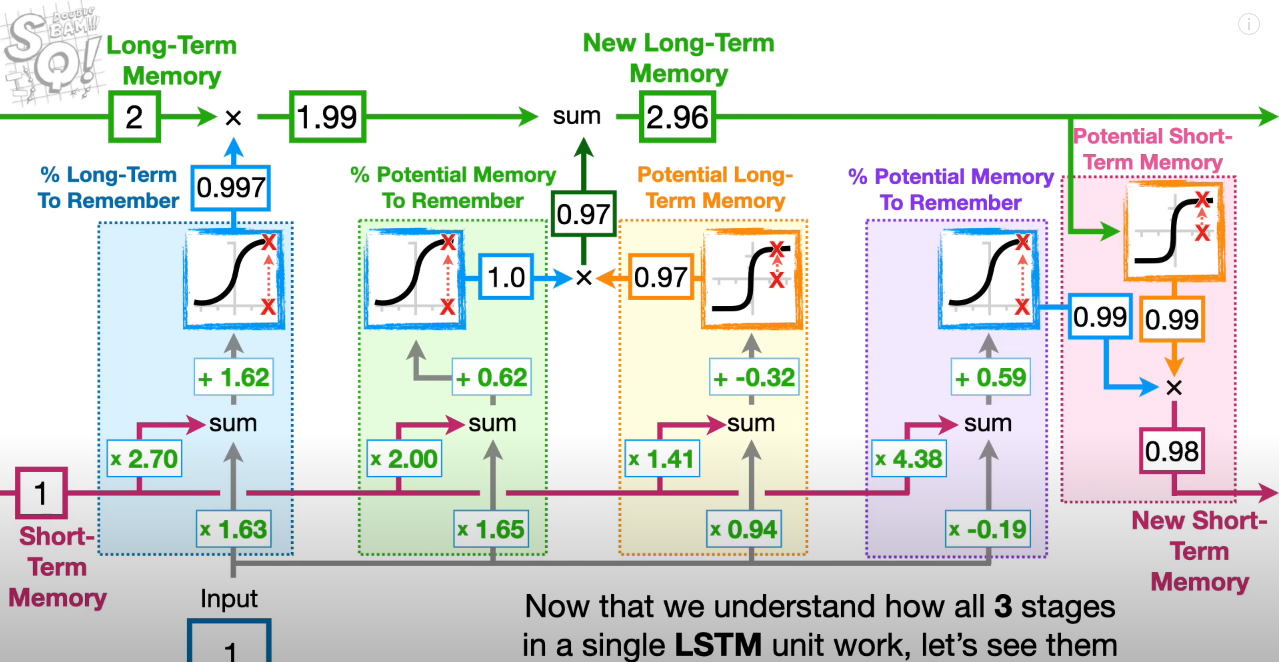 DOUBLE
BAM!!!
SQ!
Long-Term
Memory
2
×
1.99
sum
New Long-Term
Memory
2.96
% Long-Term
To Remember
0.997
% Potential Memory
To Remember
0.97
Potential Long-
Term Memory
% Potential Memory
To Remember
Potential Short-
Term Memory
1.0
×
0.97
0.99
0.99
×
+ 1.62
+ 0.62
+ -0.32
+ 0.59
sum
sum
sum
sum
x 2.70
x 2.00
x 1.41
x 4.38
0.98
1
Short-
Term
Memory
x 1.63
x 1.65
x 0.94
x -0.19
New Short-
Term
Memory
Input
1
Now that we understand how all 3 stages
in a single LSTM unit work, let’s see them